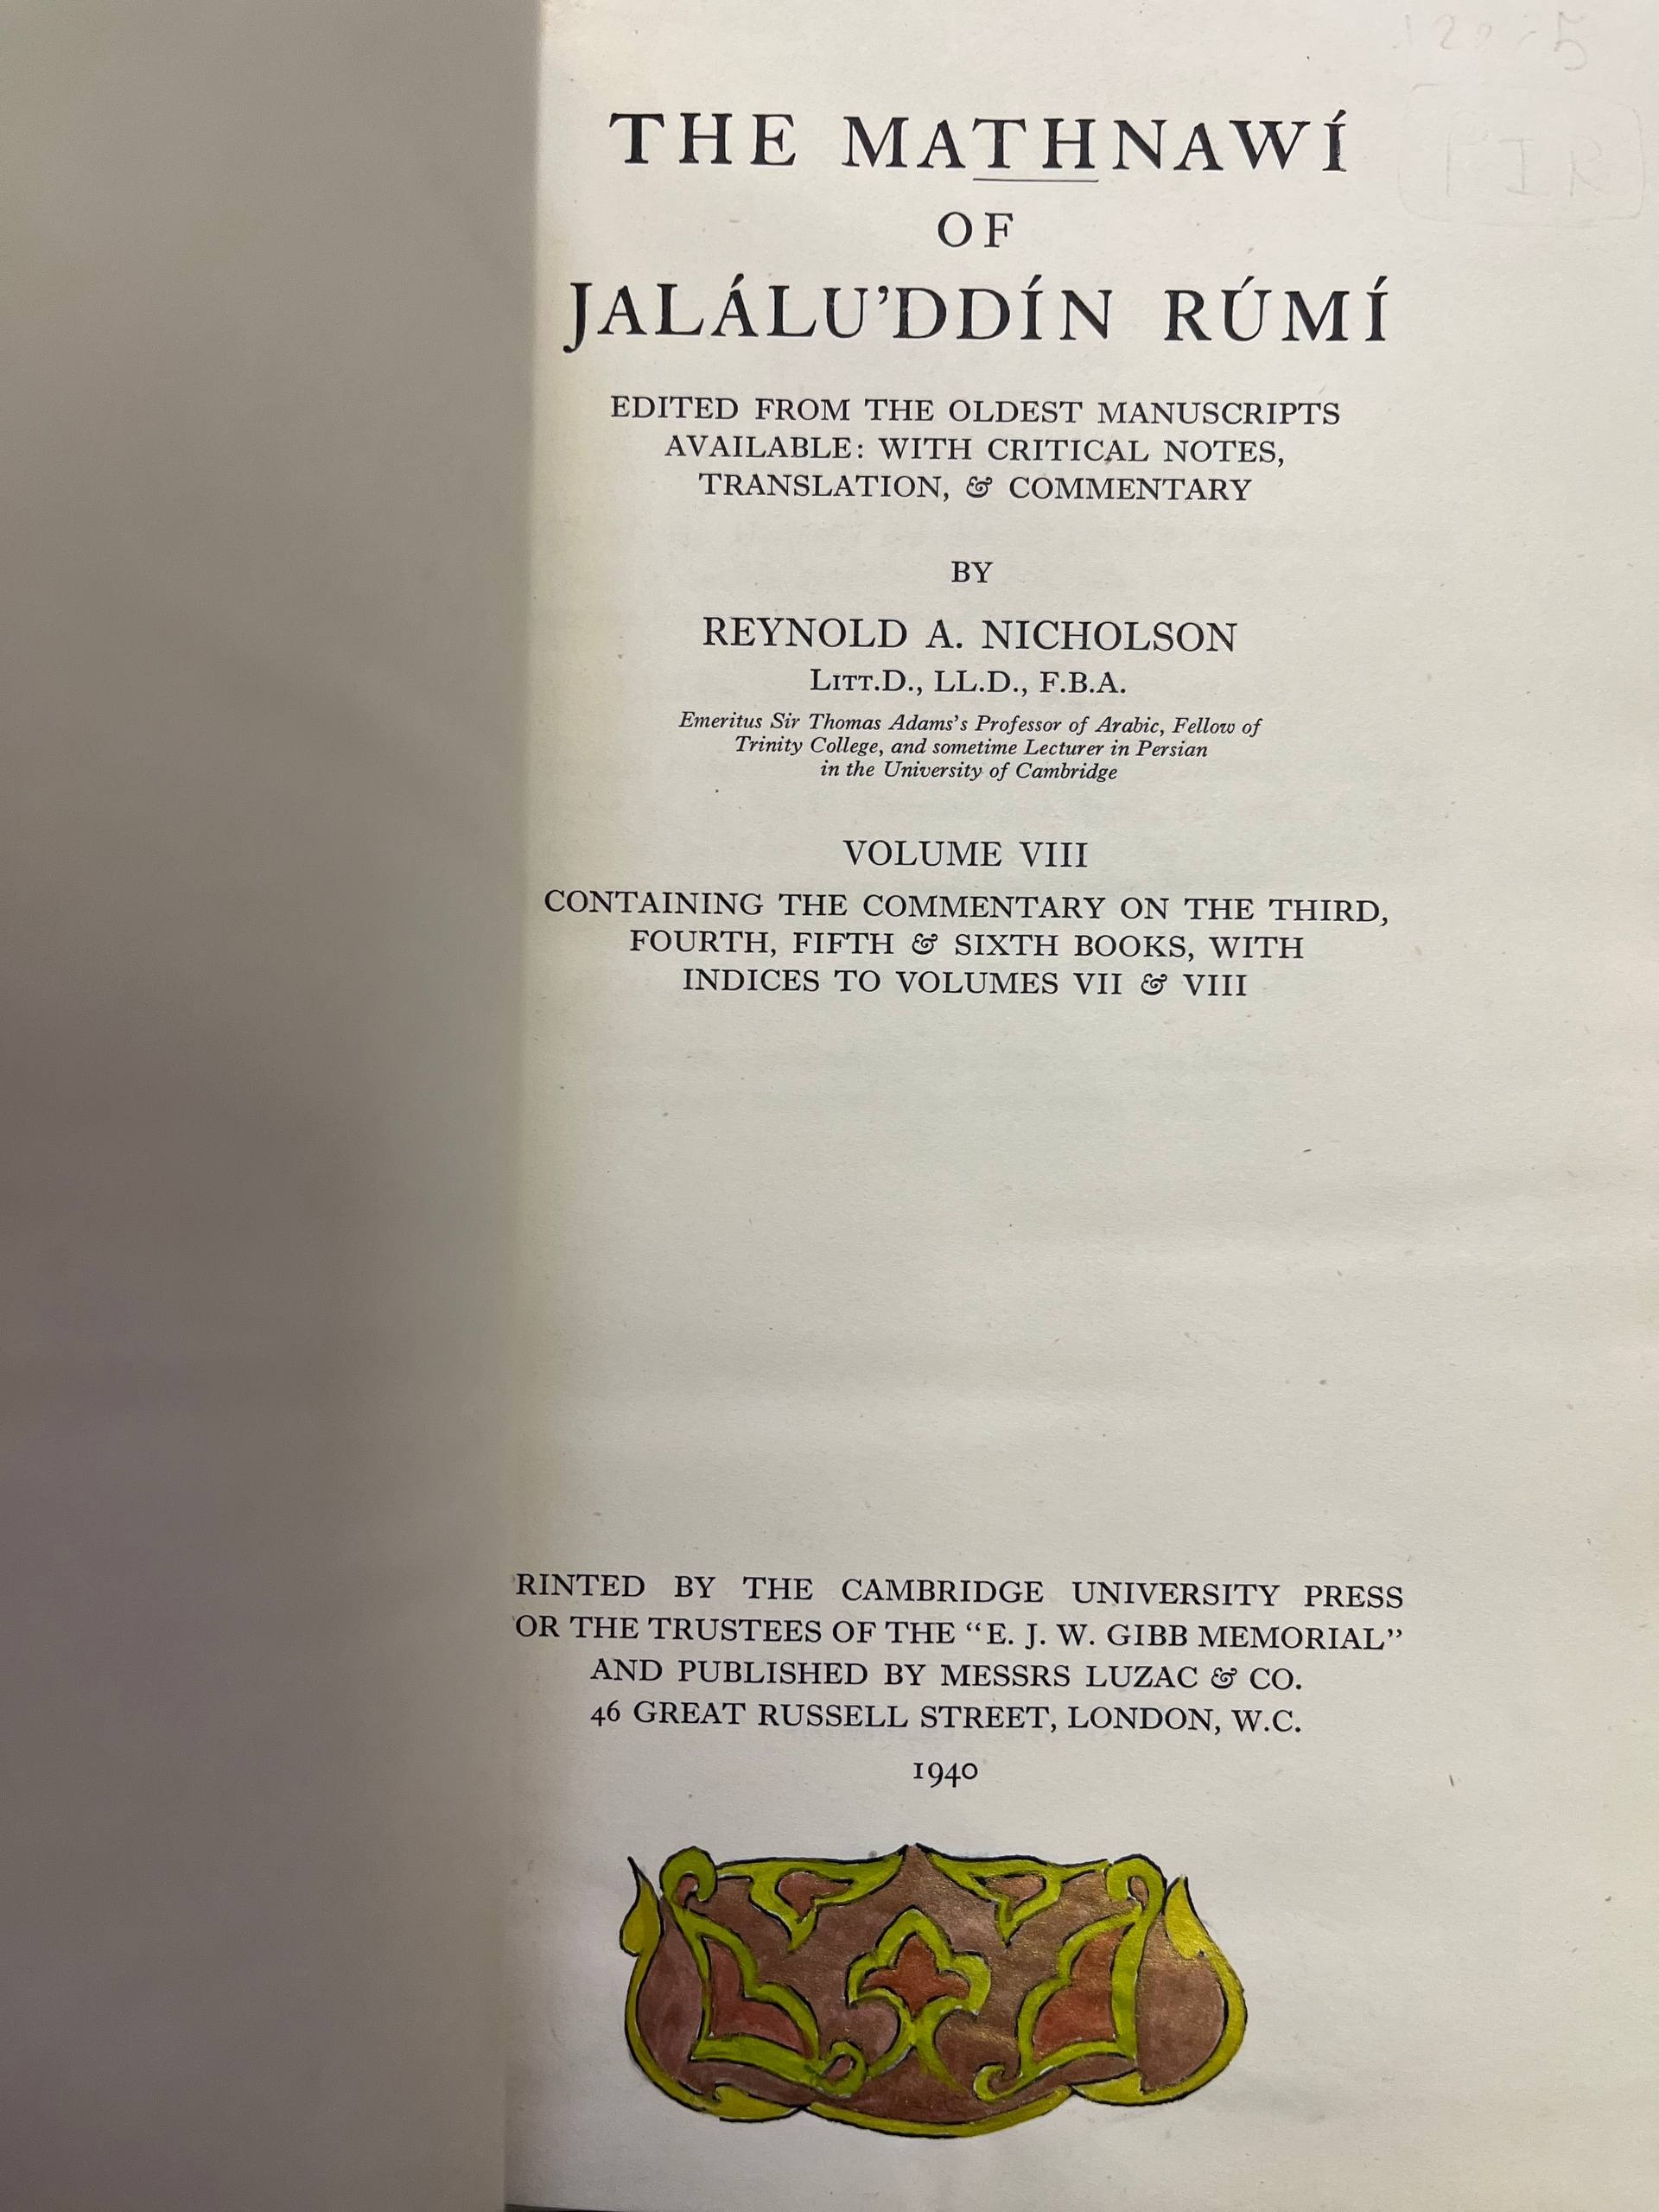 THE MATHNAWÍ
OF
JALÁLU’DDÍN RÚMÍ
EDITED FROM THE OLDEST MANUSCRIPTS
AVAILABLE: WITH CRITICAL NOTES,
TRANSLATION, & COMMENTARY
BY
REYNOLD A. NICHOLSON
LITT.D., LL.D., F.B.A.
Emeritus Sir Thomas Adams’s Professor of Arabic, Fellow of
Trinity College, and sometime Lecturer in Persian
in the University of Cambridge
VOLUME VIII
CONTAINING THE COMMENTARY ON THE THIRD,
FOURTH, FIFTH & SIXTH BOOKS, WITH
INDICES TO VOLUMES VII & VIII
RINTED BY THE CAMBRIDGE UNIVERSITY PRESS
OR THE TRUSTEES OF THE “E. J. W. GIBB MEMORIAL”
AND PUBLISHED BY MESSRS LUZAC & CO.
46 GREAT RUSSELL STREET, LONDON, W.C.
1940